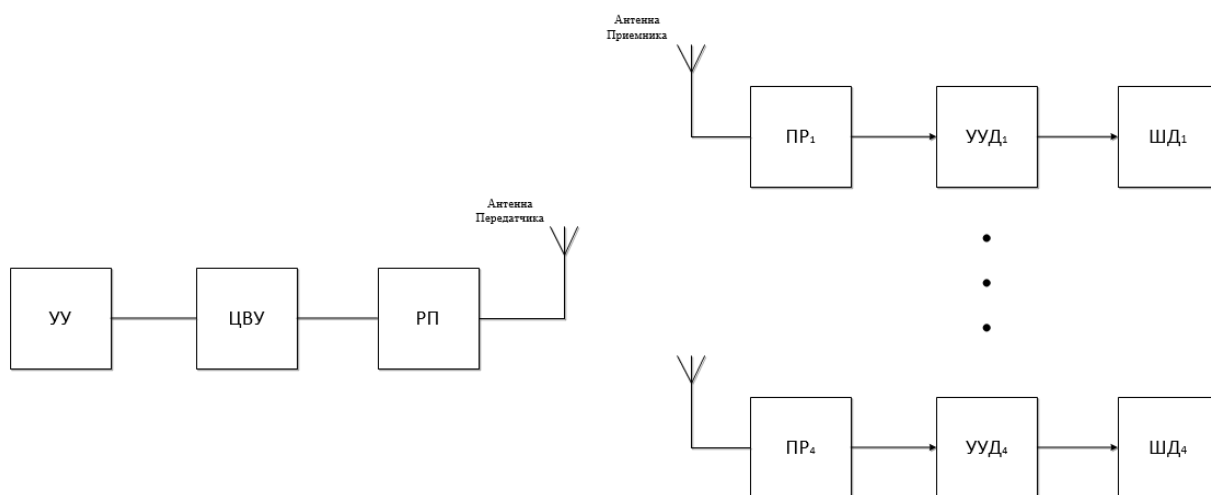 Антенна
Приемника
ПР₁
УУД₁
ШД₁
Антенна
Передатчика
УУ
ЦВУ
РП
ПР₄
УУД₄
ШД₄